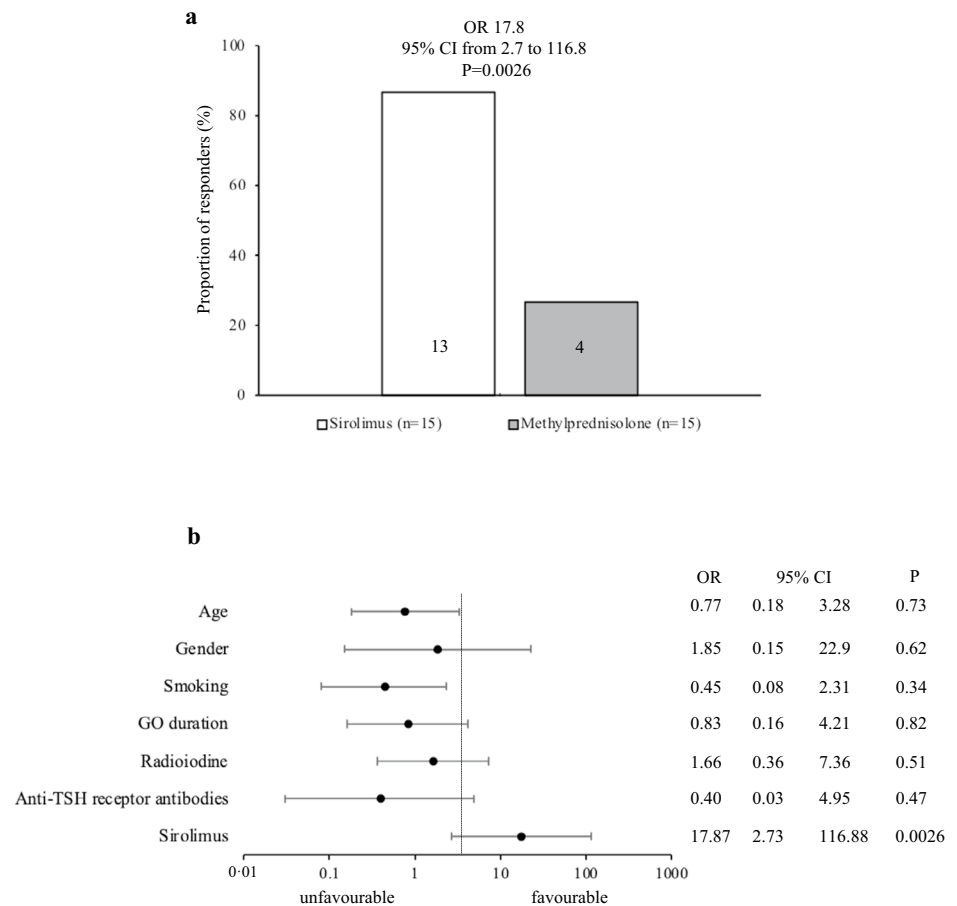 a
OR 17.8
95% CI from 2.7 to 116.8
P=0.0026
Proportion of responders (%)
100
80
60
40
20
0
13
4
Sirolimus (n=15)
Methylprednisolone (n=15)
b
OR 95% CI P
Age 0.77 0.18 3.28 0.73
Gender 1.85 0.15 22.9 0.62
Smoking 0.45 0.08 2.31 0.34
GO duration 0.83 0.16 4.21 0.82
Radioiodine 1.66 0.36 7.36 0.51
Anti-TSH receptor antibodies 0.40 0.03 4.95 0.47
Sirolimus 17.87 2.73 116.88 0.0026
0·01 0.1 1 10 100 1000
unfavourable favourable